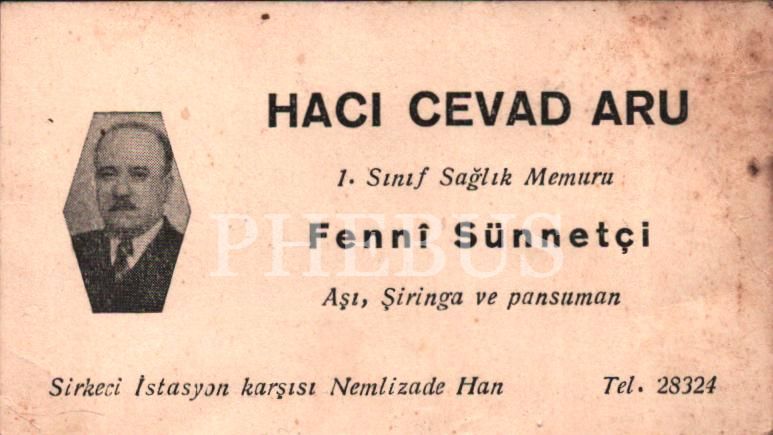 HACI CEVAD ARU
1. Sınıf Sağlık Memuru
Fennî Sünnetçi
PHEBUS
Aşı, Şiringa ve pansuman
Sirkeci İstasyon karşısı Nemlizade Han Tel. 28324